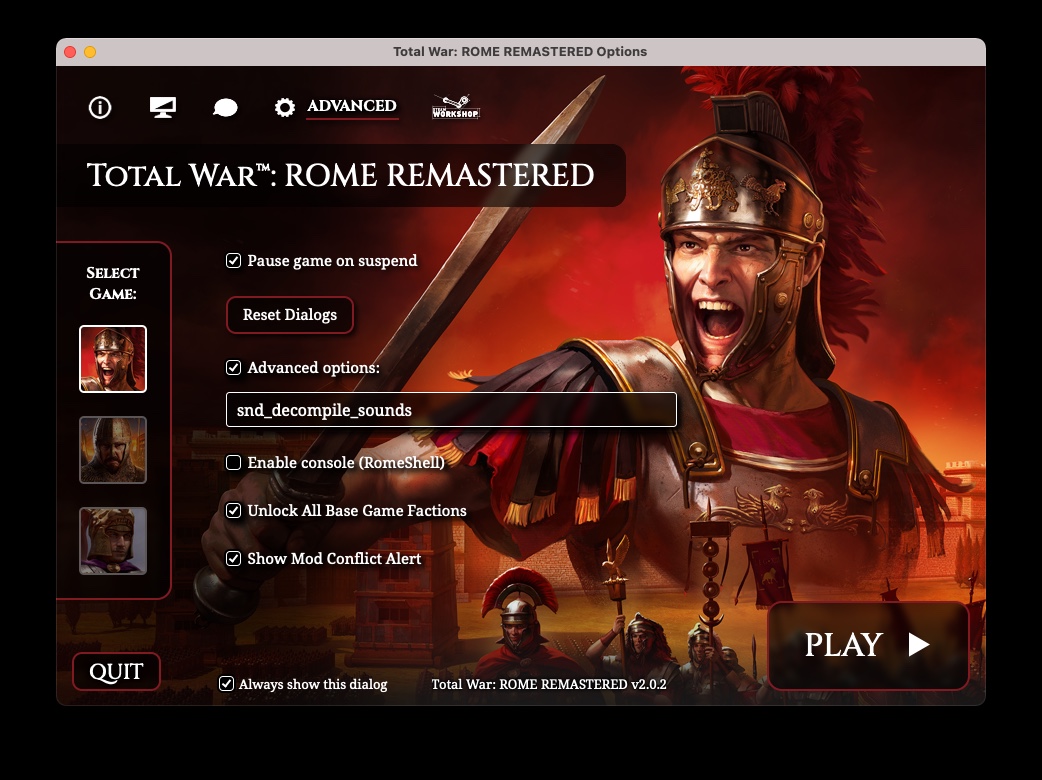 Total War: ROME REMASTERED Options
ADVANCED
STEAM
WORKSHOP
TOTAL WAR™: ROME REMASTERED
SELECT
GAME:
Pause game on suspend
Reset Dialogs
Advanced options:
snd_decompile_sounds
Enable console (RomeShell)
Unlock All Base Game Factions
Show Mod Conflict Alert
PLAY
QUIT
Always show this dialog
Total War: ROME REMASTERED v2.0.2